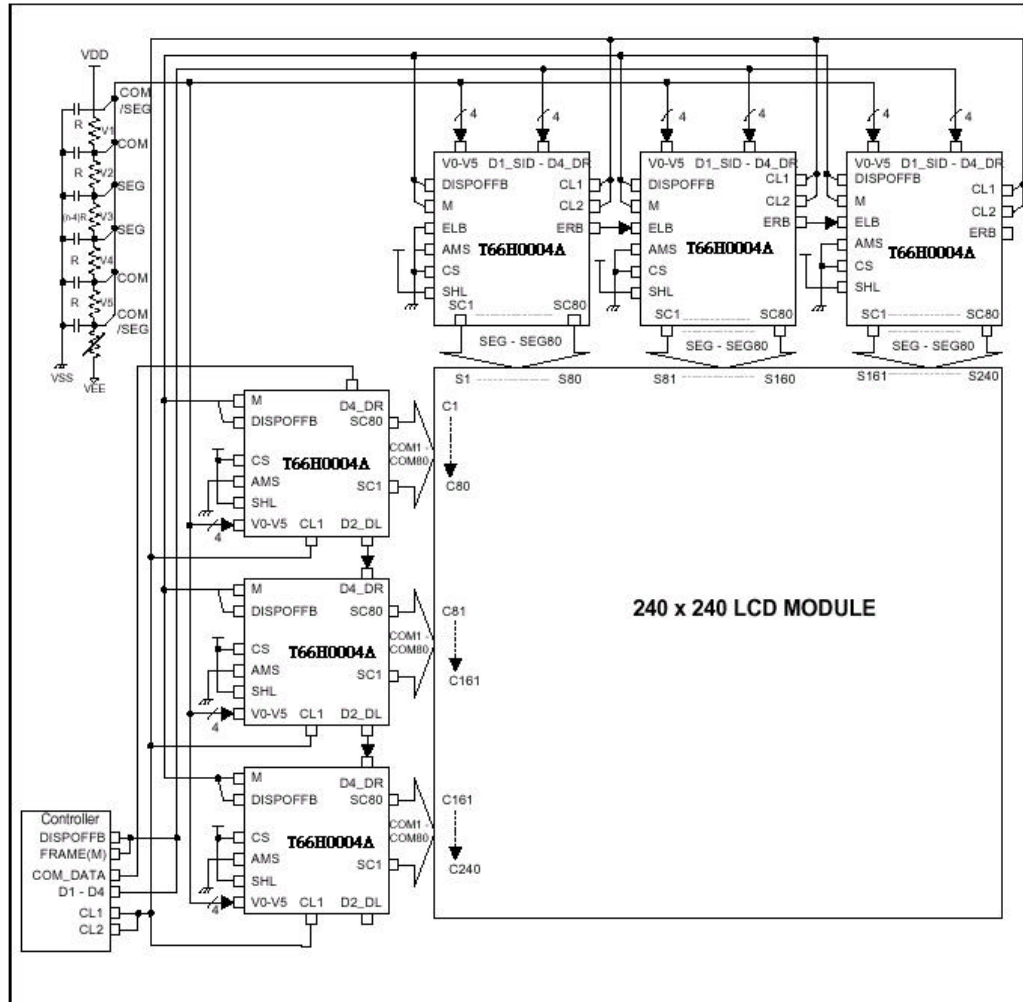 VDD
COM
/SEG
R
V1
COM
R
V2
SEG
(n-4)R
V3
SEG
R
V4
COM
R
V5
COM
/SEG
VSS
VEE
4
4
4
4
4
4
V0-V5 D1_SID - D4_DR
DISPOFFB
CL1
M
CL2
ELB
ERB
AMS
T66H0004A
CS
SHL
SC1
SC80
SEG - SEG80
V0-V5 D1_SID - D4_DR
DISPOFFB
CL1
M
CL2
ELB
ERB
AMS
T66H0004A
CS
SHL
SC1
SC80
SEG - SEG80
V0-V5 D1_SID - D4_DR
DISPOFFB
CL1
M
CL2
ELB
ERB
AMS
T66H0004A
CS
SHL
SC1
SC80
SEG - SEG80
S1
S80
S81
S160
S161
S240
M
D4_DR
DISPOFFB
SC80
CS
T66H0004A
AMS
SC1
SHL
V0-V5 CL1 D2_DL
4
COM1 -
COM80
C1
C80
M
D4_DR
DISPOFFB
SC80
CS
T66H0004A
AMS
SC1
SHL
V0-V5 CL1 D2_DL
4
COM1 -
COM80
C81
C161
240 x 240 LCD MODULE
M
D4_DR
DISPOFFB
SC80
CS
T66H0004A
AMS
SC1
SHL
V0-V5 CL1 D2_DL
4
COM1 -
COM80
C161
C240
Controller
DISPOFFB
FRAME(M)
COM_DATA
D1 - D4
CL1
CL2